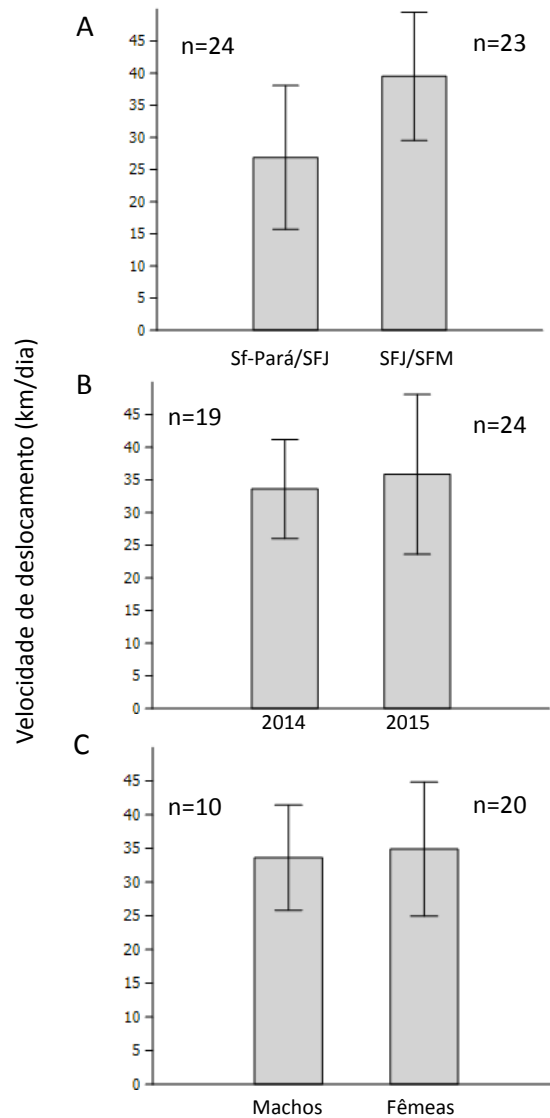 Velocidade de deslocamento (km/dia)
A
n=24
n=23
45
40
35
30
25
20
15
10
5
0
Sf-Pará/SFJ
SFJ/SFM
B
n=19
n=24
45
40
35
30
25
20
15
10
5
0
2014
2015
C
n=10
n=20
45
40
35
30
25
20
15
10
5
0
Machos
Fêmeas